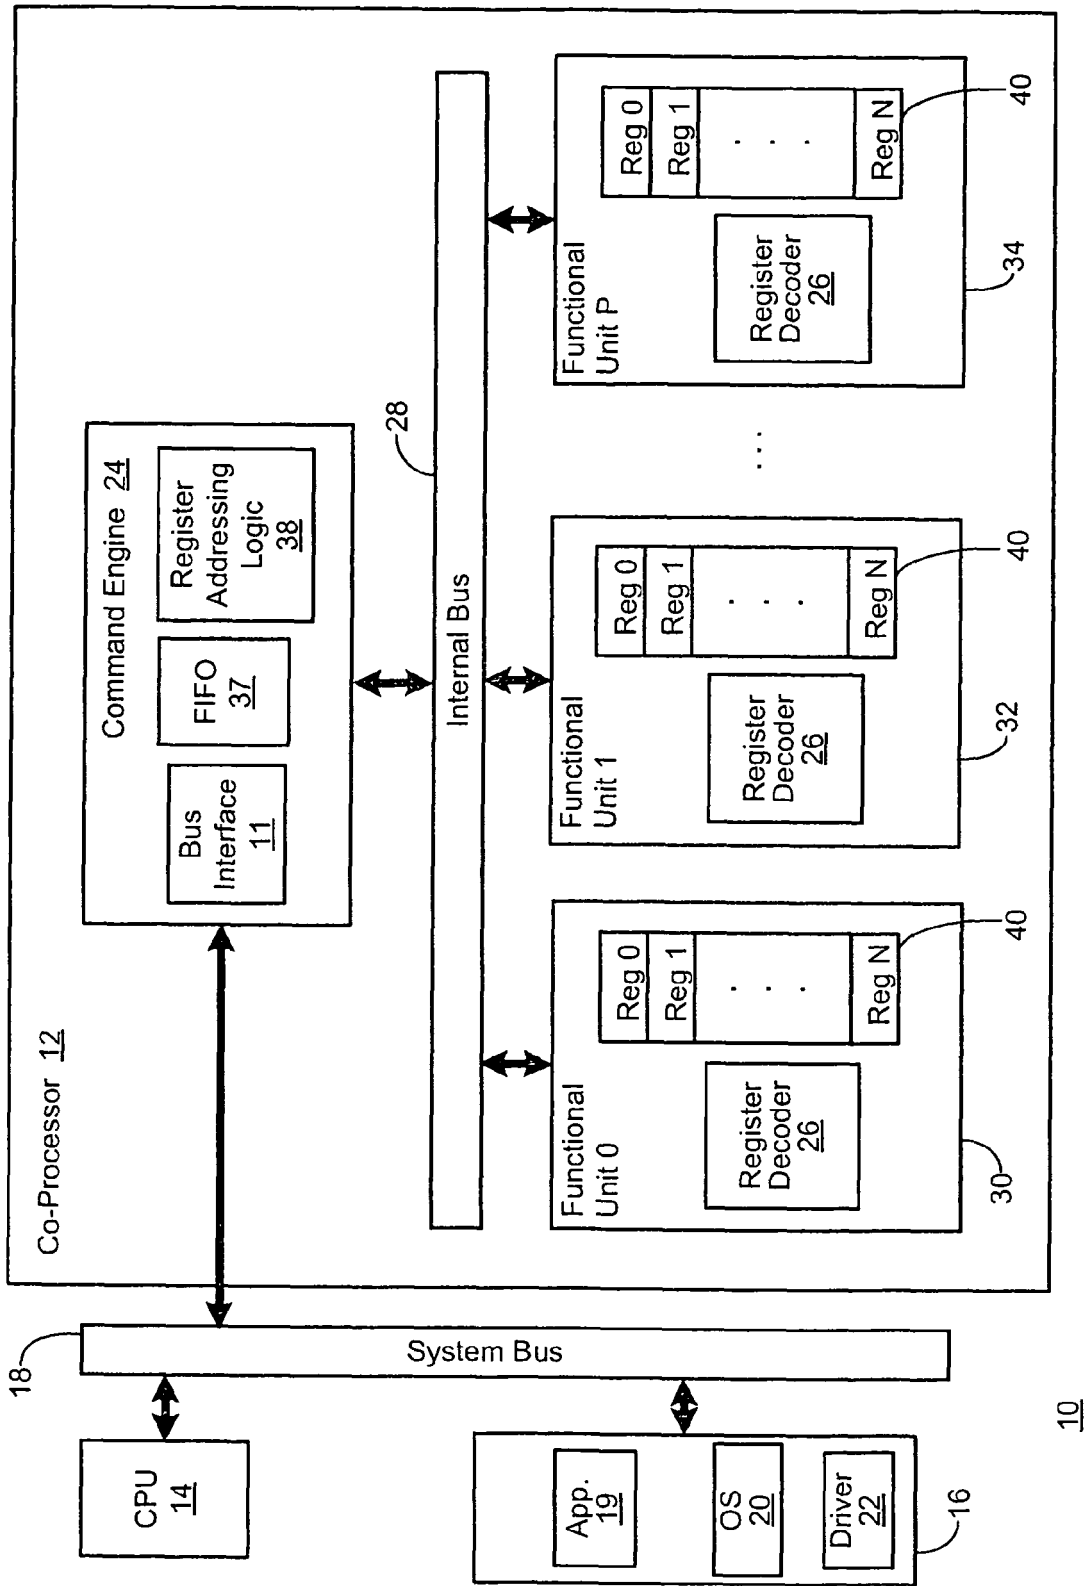 Co-Processor 12
Command Engine 24
Bus
Interface
11
FIFO
37
Register
Addressing
Logic
38
28
Internal Bus
Functional
Unit 0
Register
Decoder
26
Reg 0
Reg 1
. . .
Reg N
40
30
Functional
Unit 1
Register
Decoder
26
Reg 0
Reg 1
. . .
Reg N
40
32
...
Functional
Unit P
Register
Decoder
26
Reg 0
Reg 1
. . .
Reg N
40
34
18
System Bus
CPU
14
App.
19
OS
20
Driver
22
16
10